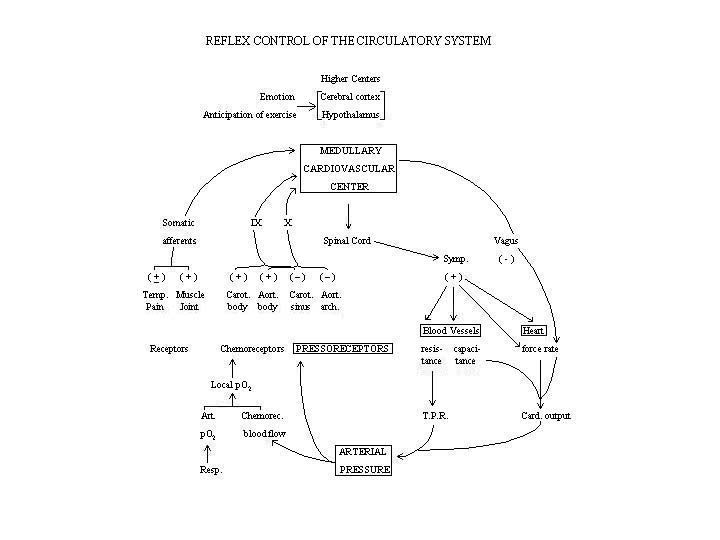 REFLEX CONTROL OF THE CIRCULATORY SYSTEM
Higher Centers
Emotion Cerebral cortex
Anticipation of exercise Hypothalamus
MEDULLARY
CARDIOVASCULAR
CENTER
Somatic IX X
afferents Spinal Cord Vagus
Symp. ( - )
( ± ) ( + ) ( + ) ( + ) ( – ) ( – ) ( + )
Temp. Muscle Carot. Aort. Carot. Aort.
Pain Joint body body sinus arch.
Blood Vessels Heart
Receptors Chemoreceptors PRESSORECEPTORS resis- capaci- force rate
tance tance
Local pO2
Art. Chemorec. T.P.R. Card. output
pO2 blood flow
ARTERIAL
Resp. PRESSURE